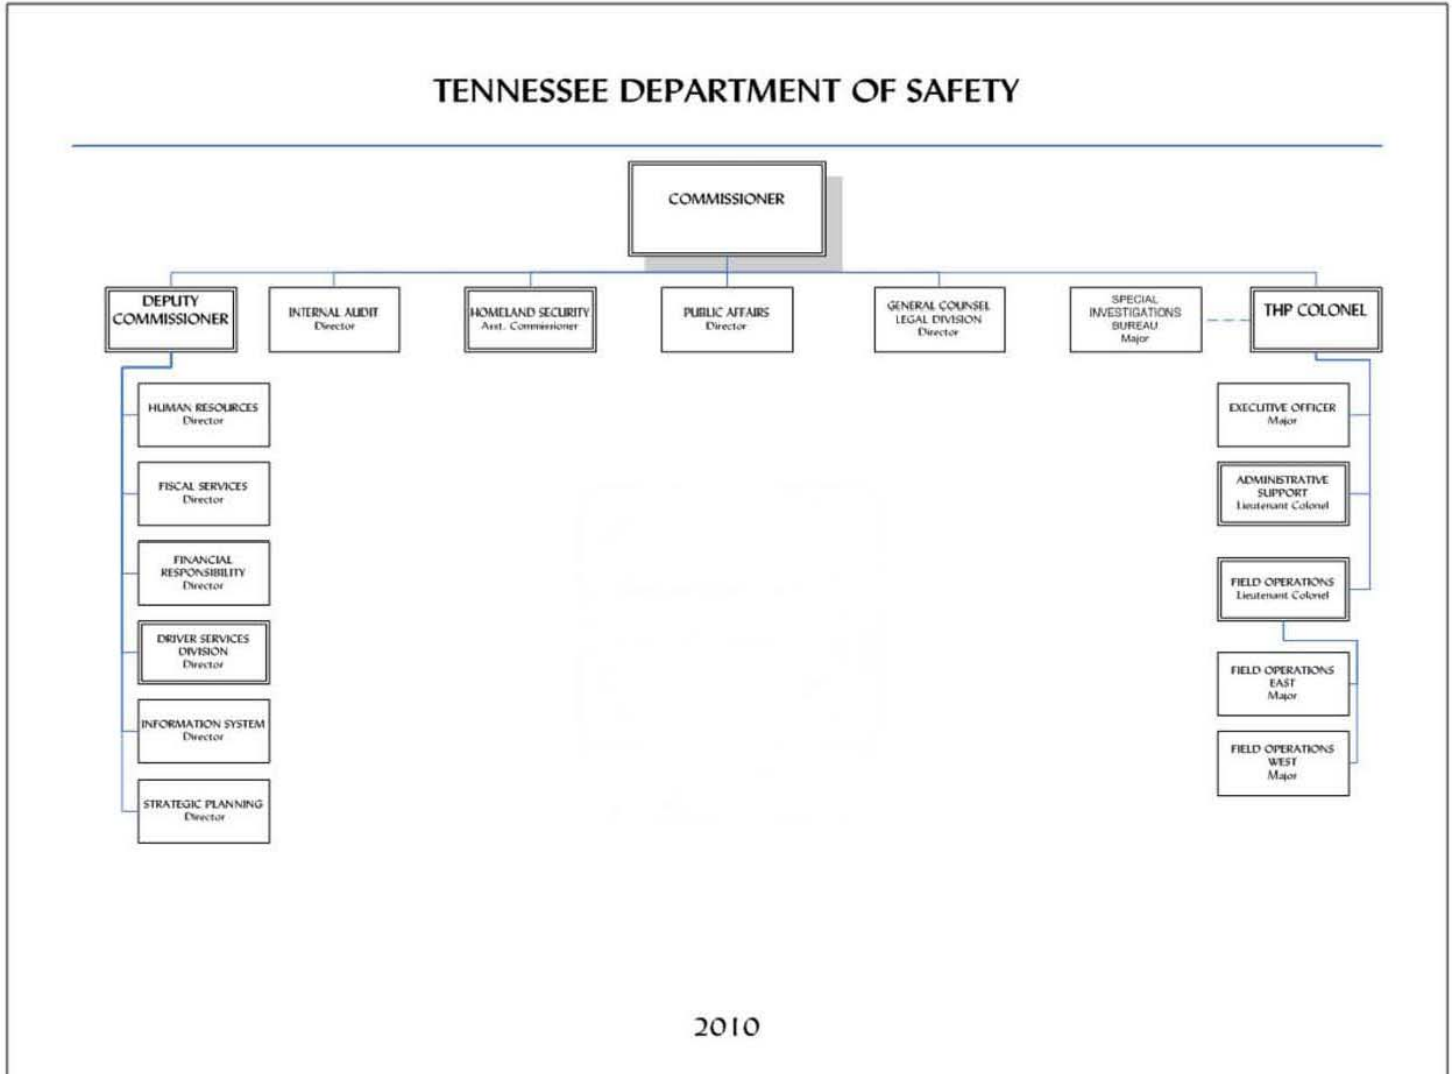 TENNESSEE DEPARTMENT OF SAFETY
COMMISSIONER
DEPUTY
COMMISSIONER
INTERNAL AUDIT
Director
HOMELAND SECURITY
Asst. Commissioner
PUBLIC AFFAIRS
Director
GENERAL COUNSEL
LEGAL DIVISION
Director
SPECIAL
INVESTIGATIONS
BUREAU
Major
THP COLONEL
HUMAN RESOURCES
Director
FISCAL SERVICES
Director
FINANCIAL
RESPONSIBILITY
Director
DRIVER SERVICES
DIVISION
Director
INFORMATION SYSTEM
Director
STRATEGIC PLANNING
Director
EXECUTIVE OFFICER
Major
ADMINISTRATIVE
SUPPORT
Lieutenant Colonel
FIELD OPERATIONS
Lieutenant Colonel
FIELD OPERATIONS
EAST
Major
FIELD OPERATIONS
WEST
Major
2010